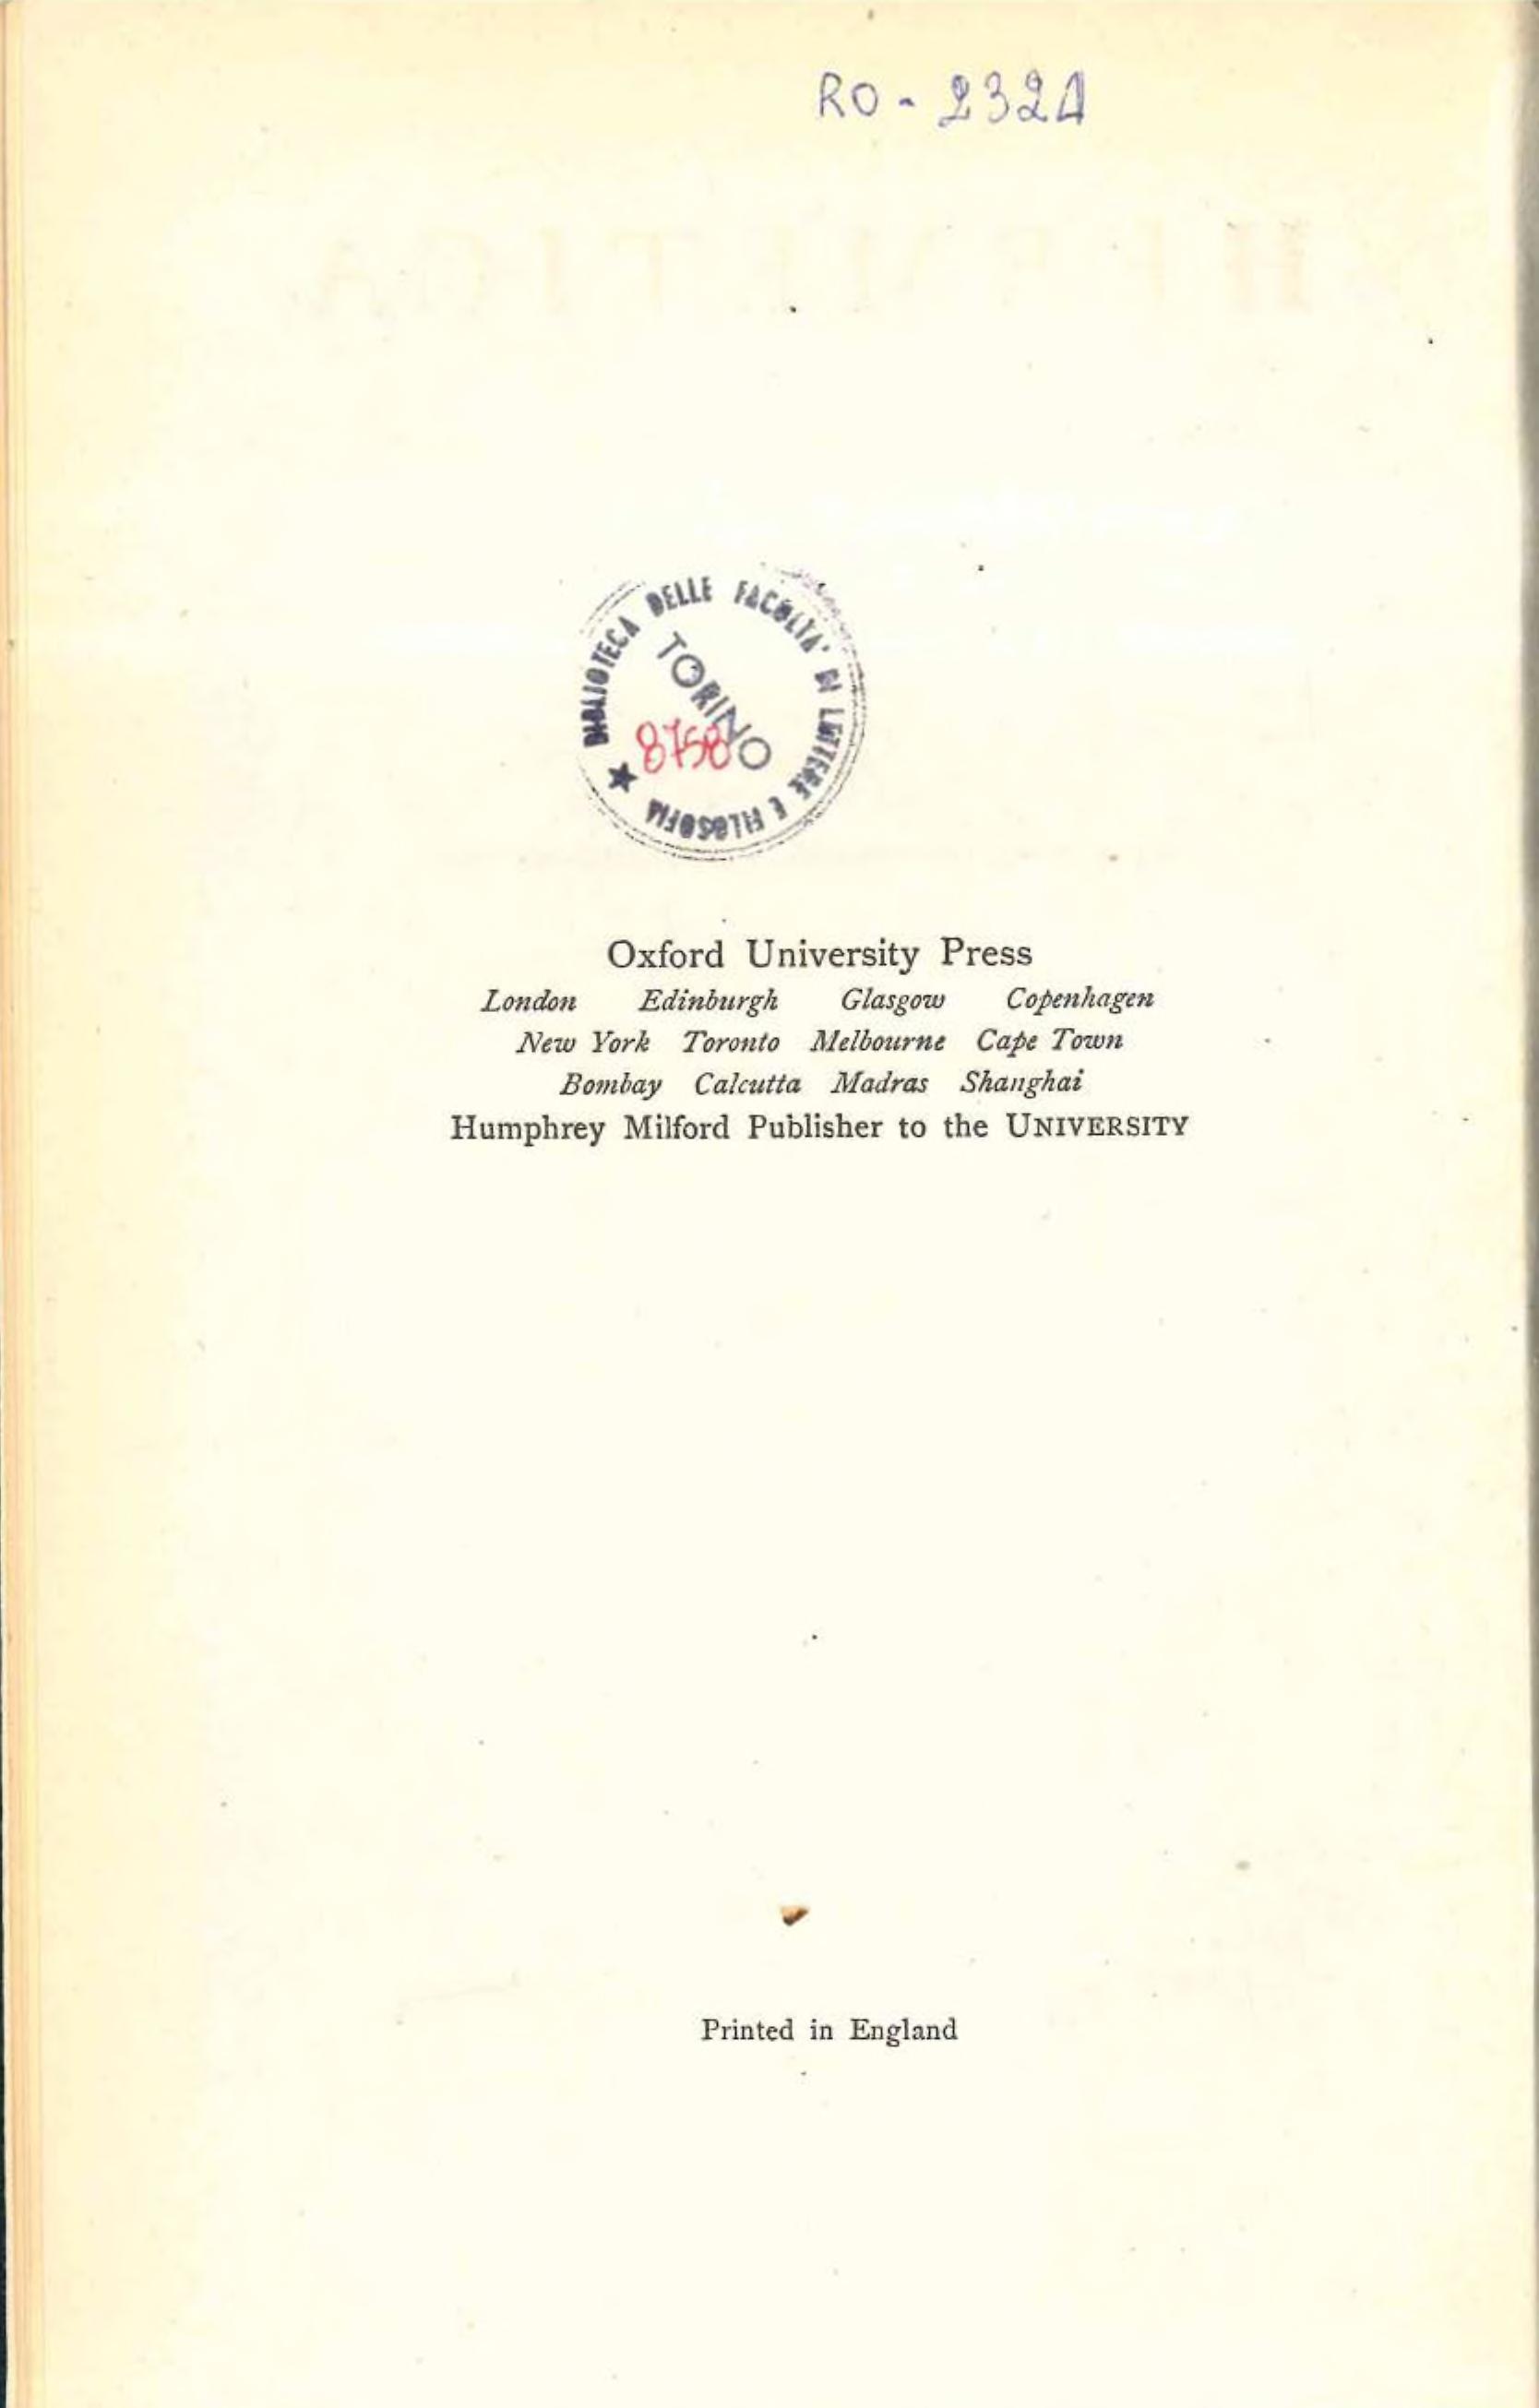 RO - 2324
BIBLIOTECA DELLE FACOLTA' DI LETTERE E FILOSOFIA
TORINO
8758
Oxford University Press
London Edinburgh Glasgow Copenhagen
New York Toronto Melbourne Cape Town
Bombay Calcutta Madras Shanghai
Humphrey Milford Publisher to the UNIVERSITY
Printed in England